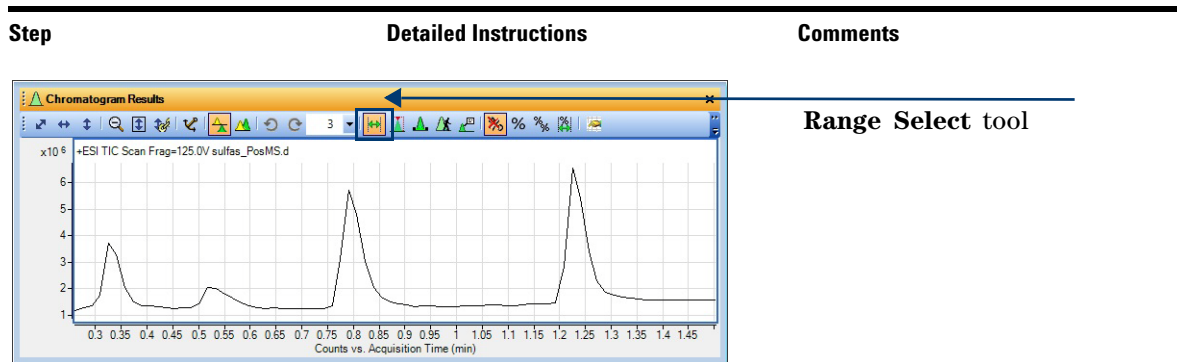 Step Detailed Instructions Comments
Chromatogram Results
3 % %
Range Select tool
x10 6 +ESI TIC Scan Frag=125.0V sulfas_PosMS.d
6
5
4
3
2
1
0.3 0.35 0.4 0.45 0.5 0.55 0.6 0.65 0.7 0.75 0.8 0.85 0.9 0.95 1 1.05 1.1 1.15 1.2 1.25 1.3 1.35 1.4 1.45
Counts vs. Acquisition Time (min)